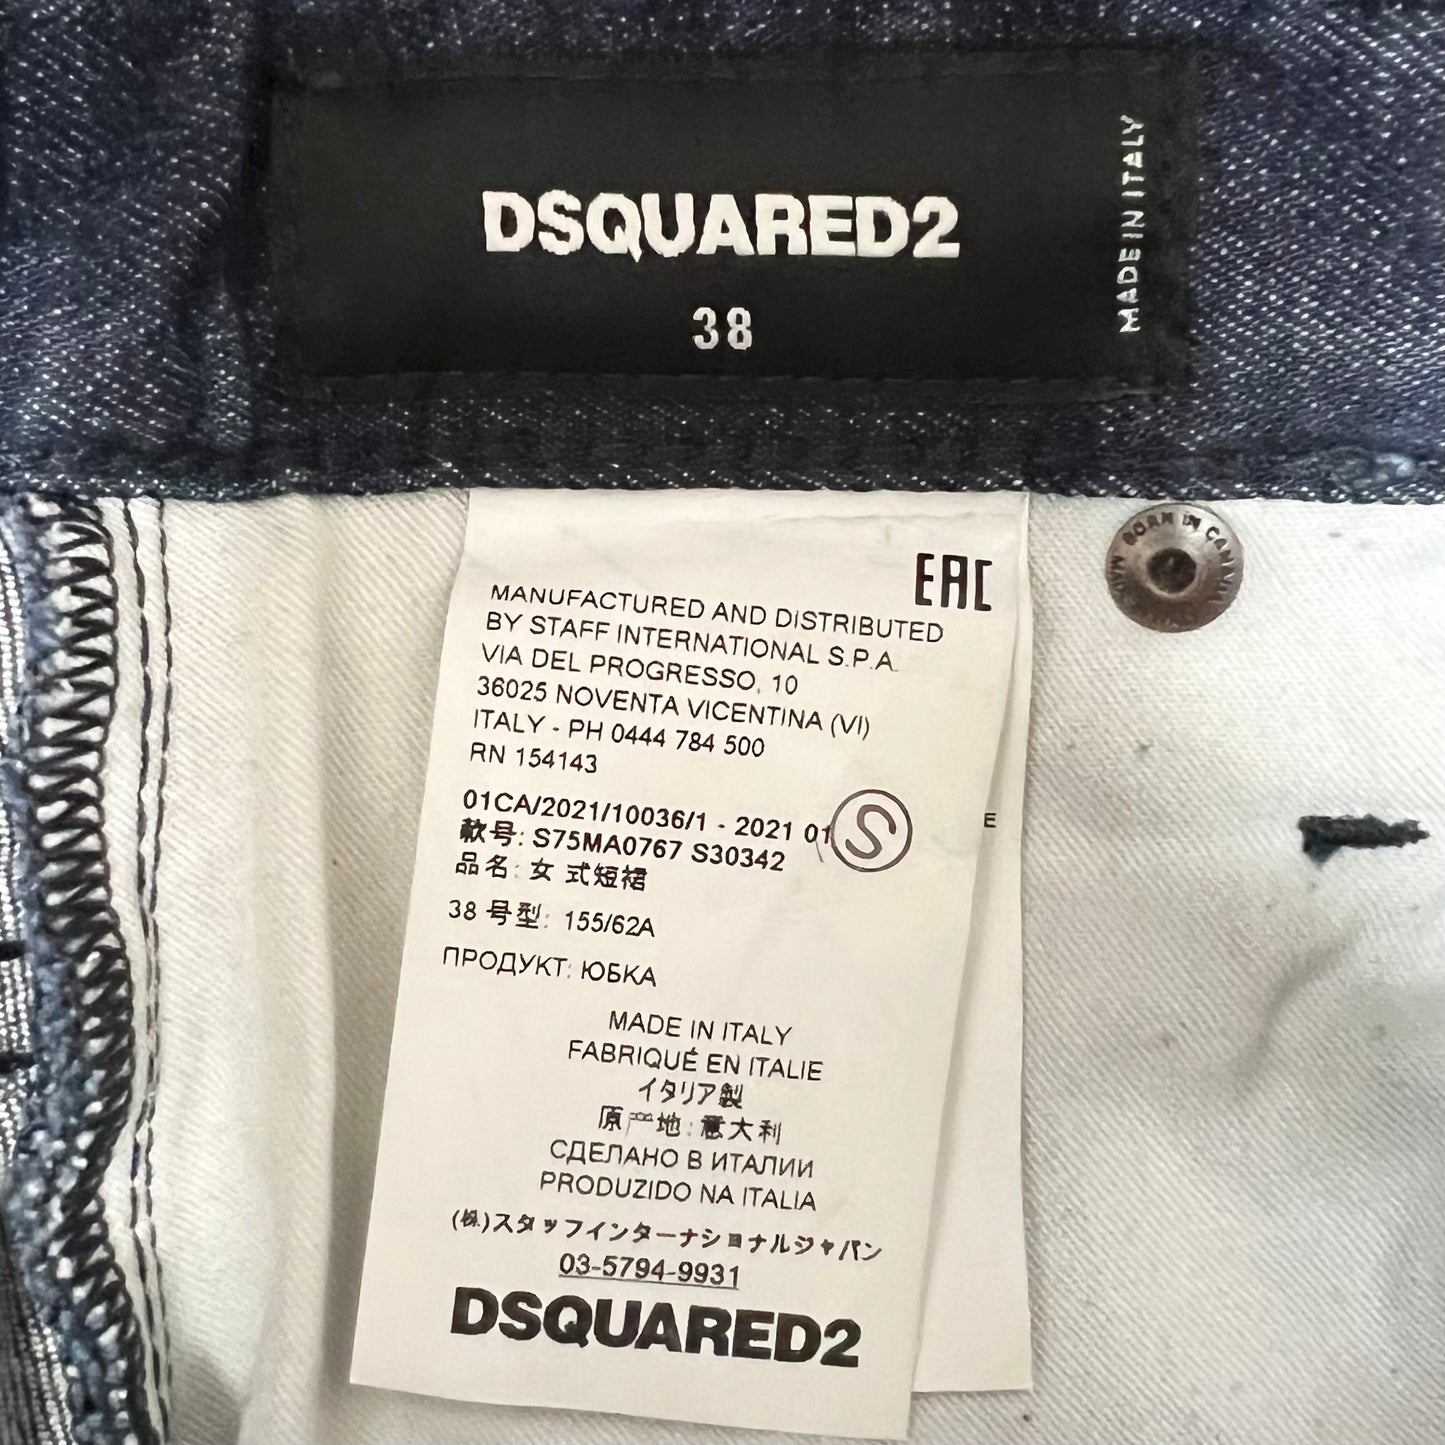 DSQUARED2
38
MADE IN ITALY
EAC
MANUFACTURED AND DISTRIBUTED
BY STAFF INTERNATIONAL S.P.A.
VIA DEL PROGRESSO, 10
36025 NOVENTA VICENTINA (VI)
ITALY - PH 0444 784 500
RN 154143
01CA/2021/10036/1 - 2021 01
S
款号: S75MA0767 S30342
品名: 女 式短裙
38 号型: 155/62A
ПРОДУКТ: ЮБКА
MADE IN ITALY
FABRIQUÉ EN ITALIE
イタリア製
原产地: 意大利
СДЕЛАНО В ИТАЛИИ
PRODUZIDO NA ITALIA
(株)スタッフインターナショナルジャパン
03-5794-9931
DSQUARED2
E
BORN IN CANADA